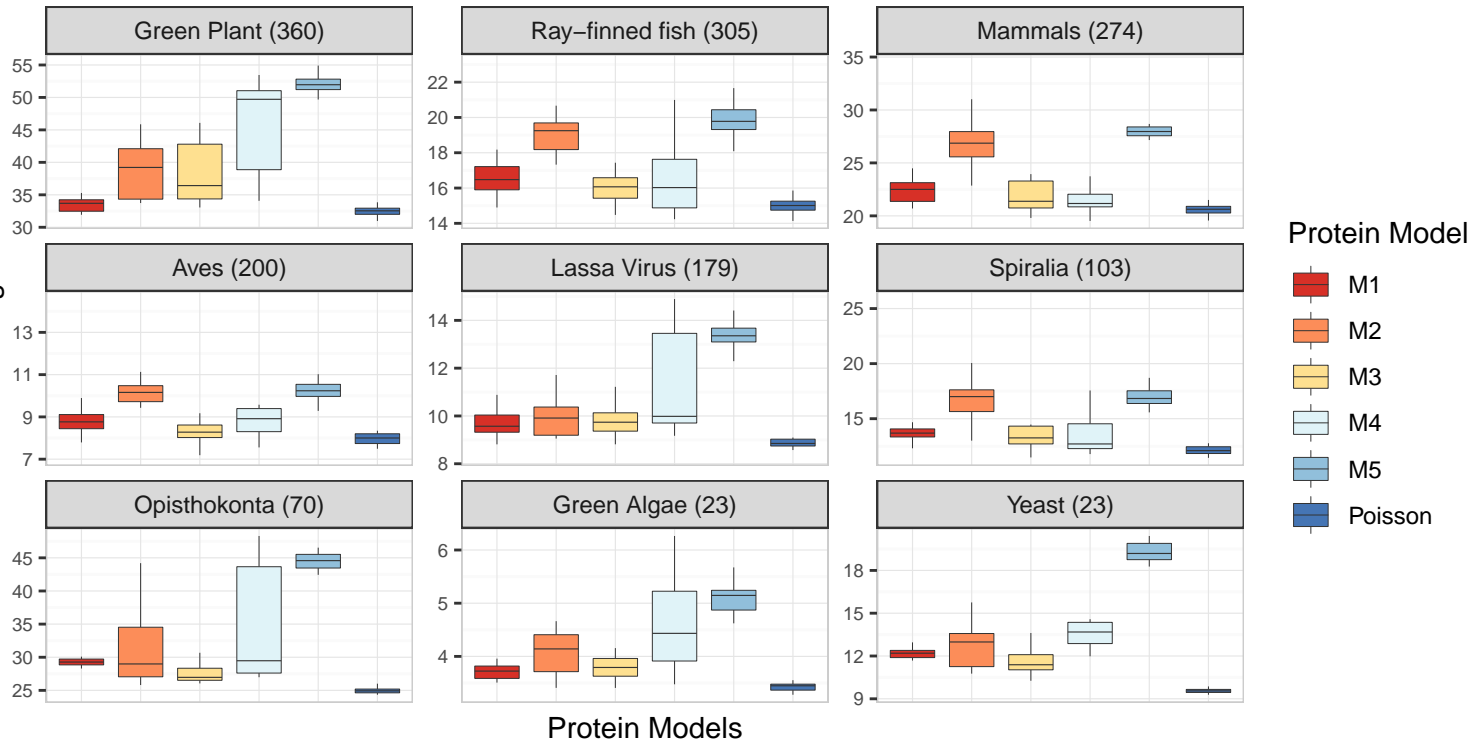 Green Plant (360)
Ray−finned fish (305)
Mammals (274)
55
50
45
40
35
30
22
20
18
16
14
35
30
25
20
Aves (200)
Lassa Virus (179)
Spiralia (103)
13
11
9
7
14
12
10
8
25
20
15
Opisthokonta (70)
Green Algae (23)
Yeast (23)
45
40
35
30
25
6
5
4
18
15
12
9
Protein Models
Protein Model
M1
M2
M3
M4
M5
Poisson